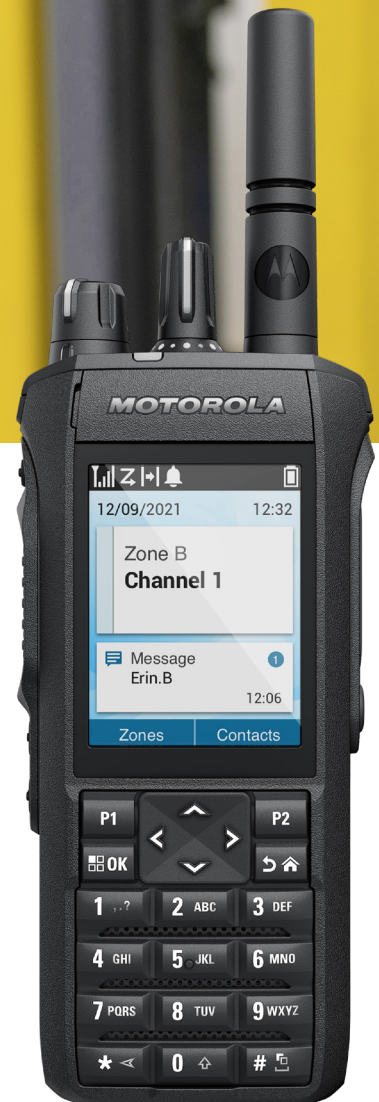 MOTOROLA
12/09/2021 12:32
Zone B
Channel 1
Message 1
Erin.B
12:06
Zones Contacts
P1 P2
OK
1 ,.? 2 ABC 3 DEF
4 GHI 5 JKL 6 MNO
7 PQRS 8 TUV 9 WXYZ
* 0 #